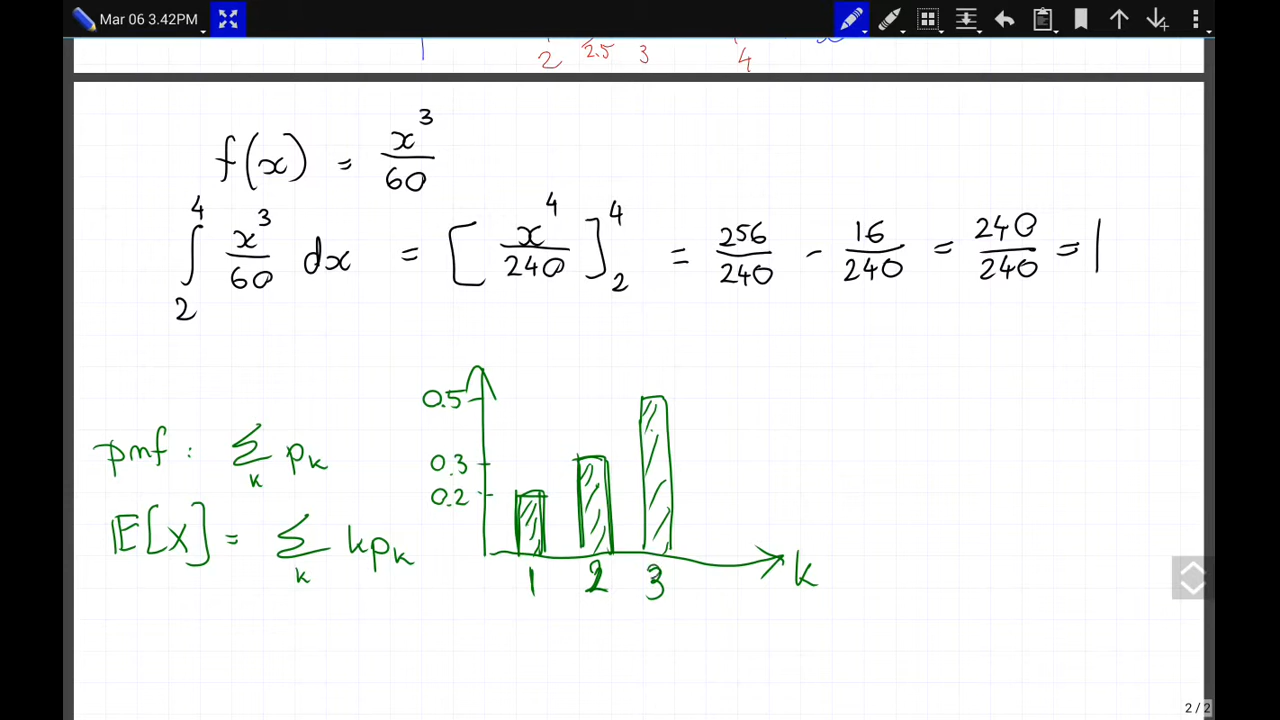 Mar 06 3.42PM
1 2 2.5 3 4
f(x) = x³/60
∫₂⁴ x³/60 dx = [x⁴/240]₂⁴ = 256/240 - 16/240 = 240/240 = 1
0.5
pmf: Σₖ pₖ
0.3
0.2
E[X] = Σₖ kpₖ
1 2 3 k
2 / 2